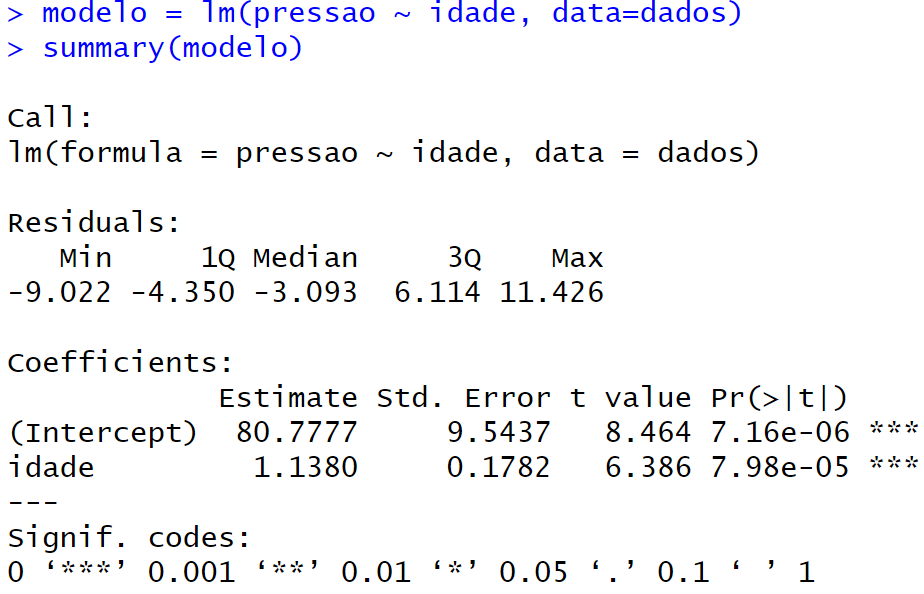 > modelo = lm(pressao ~ idade, data=dados)
> summary(modelo)
Call:
lm(formula = pressao ~ idade, data = dados)
Residuals:
   Min     1Q Median     3Q    Max
-9.022 -4.350 -3.093  6.114 11.426
Coefficients:
            Estimate Std. Error t value Pr(>|t|)
(Intercept)  80.7777     9.5437   8.464 7.16e-06 ***
idade         1.1380     0.1782   6.386 7.98e-05 ***
---
Signif. codes:
0 ‘***’ 0.001 ‘**’ 0.01 ‘*’ 0.05 ‘.’ 0.1 ‘ ’ 1